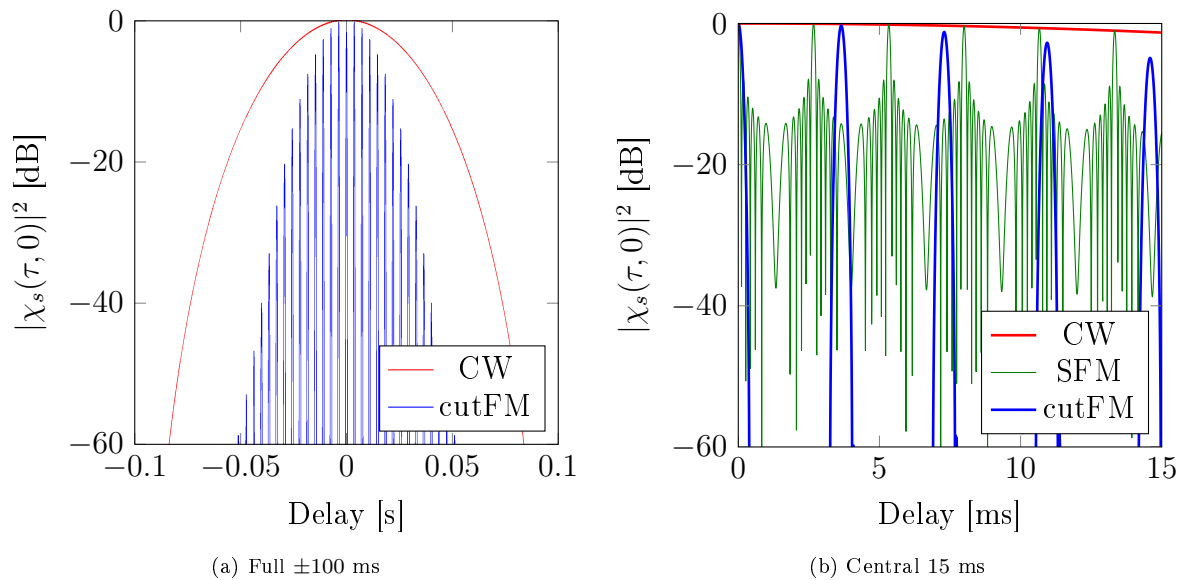 0
−20
−40
−60
|χ_s(τ, 0)|² [dB]
−0.1
−0.05
0
0.05
0.1
Delay [s]
CW
cutFM
(a) Full ±100 ms
0
−20
−40
−60
|χ_s(τ, 0)|² [dB]
0
5
10
15
Delay [ms]
CW
SFM
cutFM
(b) Central 15 ms